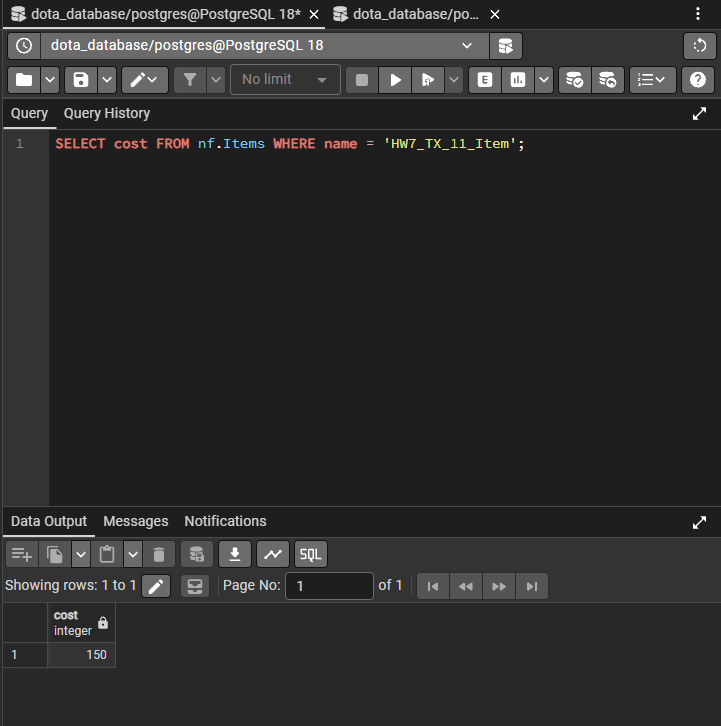 dota_database/postgres@PostgreSQL 18*
dota_database/po...
dota_database/postgres@PostgreSQL 18
No limit
E
Query
Query History
1
SELECT cost FROM nf.Items WHERE name = 'HW7_TX_11_Item';
Data Output
Messages
Notifications
SQL
Showing rows: 1 to 1
Page No:
1
of 1
cost
integer
1
150